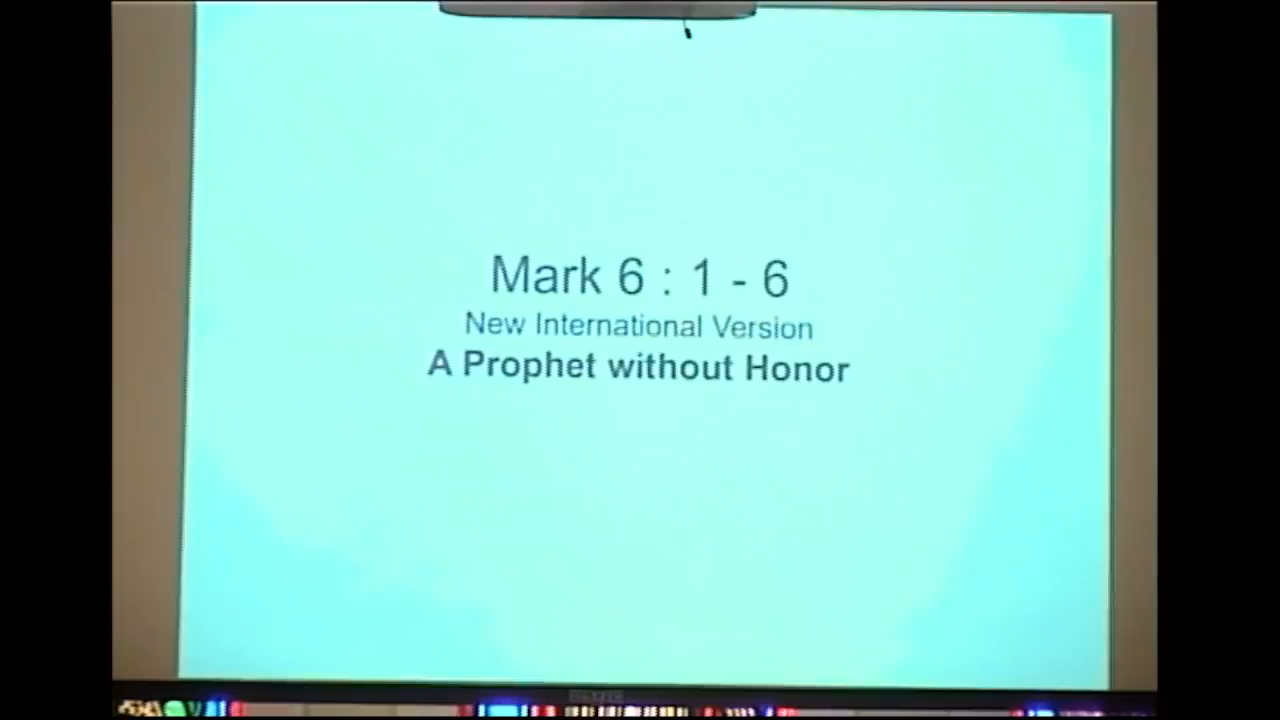 Mark 6 : 1 - 6
New International Version
A Prophet without Honor